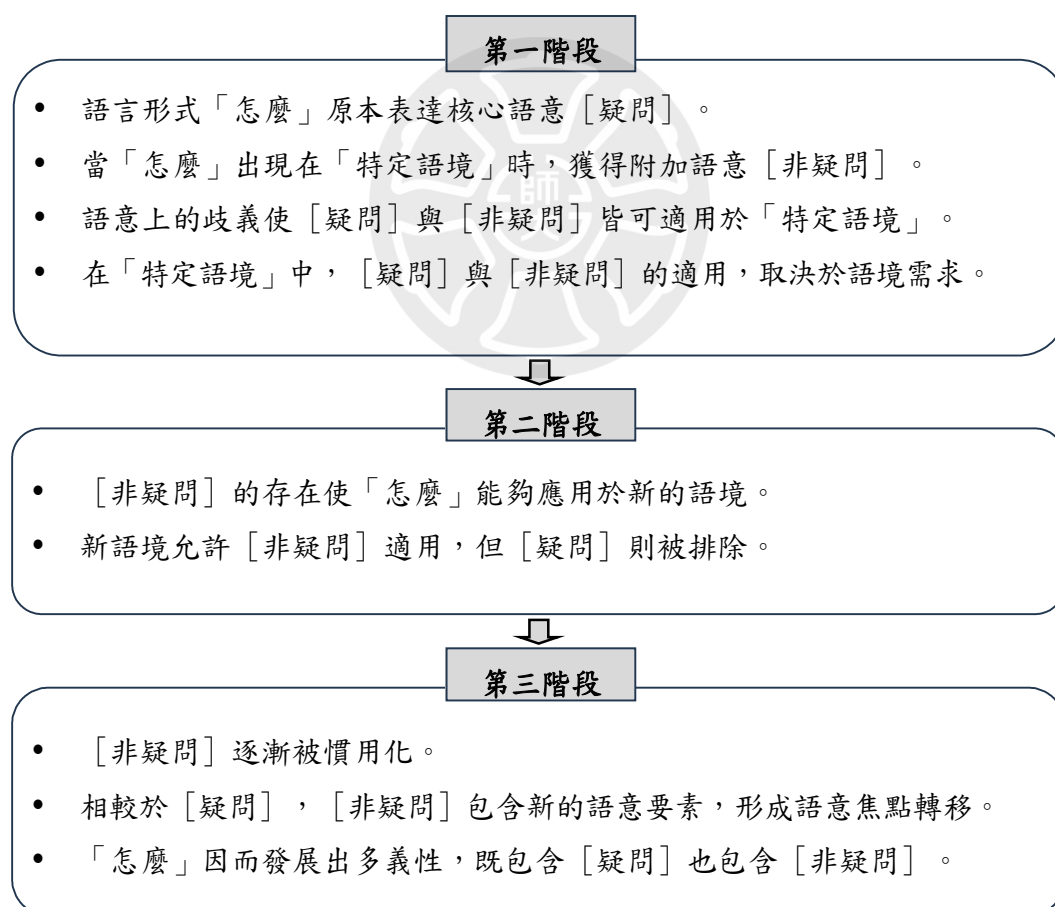 第一階段
• 語言形式「怎麼」原本表達核心語意［疑問］。
• 當「怎麼」出現在「特定語境」時，獲得附加語意［非疑問］。
• 語意上的歧義使［疑問］與［非疑問］皆可適用於「特定語境」。
• 在「特定語境」中，［疑問］與［非疑問］的適用，取決於語境需求。
第二階段
• ［非疑問］的存在使「怎麼」能夠應用於新的語境。
• 新語境允許［非疑問］適用，但［疑問］則被排除。
第三階段
• ［非疑問］逐漸被慣用化。
• 相較於［疑問］，［非疑問］包含新的語意要素，形成語意焦點轉移。
• 「怎麼」因而發展出多義性，既包含［疑問］也包含［非疑問］。
師
大